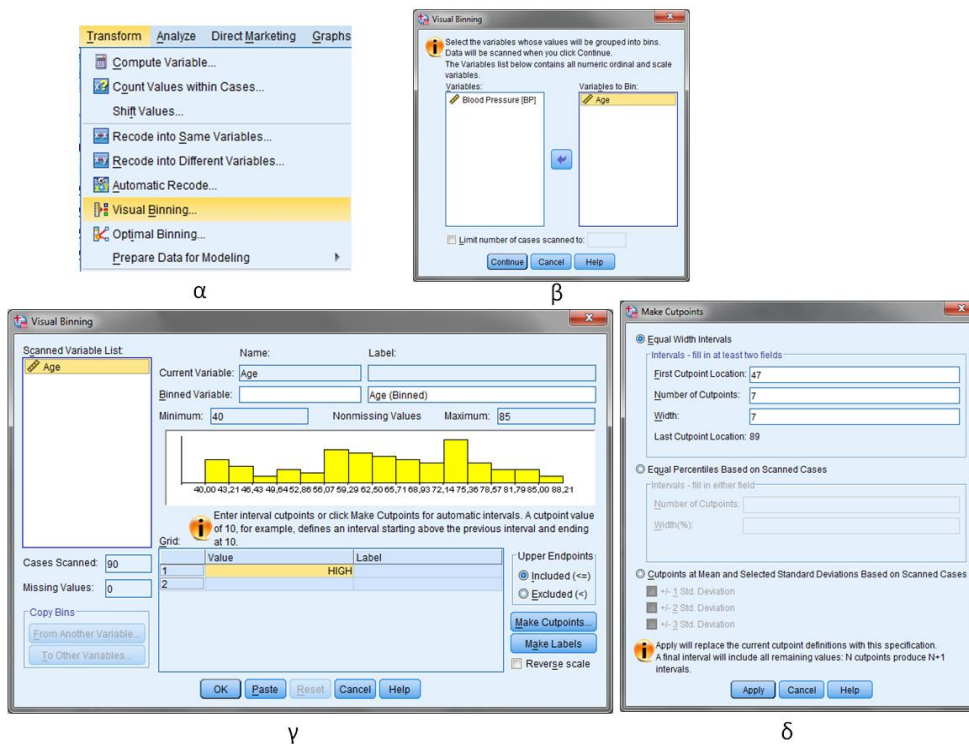 Transform Analyze Direct Marketing Graphs
Compute Variable...
Count Values within Cases...
Shift Values...
Recode into Same Variables...
Recode into Different Variables...
Automatic Recode...
Visual Binning...
Optimal Binning...
Prepare Data for Modeling
α
Visual Binning
Select the variables whose values will be grouped into bins.
Data will be scanned when you click Continue.
The Variables list below contains all numeric ordinal and scale
variables.
Variables:
Variables to Bin:
Blood Pressure [BP]
Age
Limit number of cases scanned to:
Continue Cancel Help
β
Visual Binning
Scanned Variable List:
Age
Name: Label:
Current Variable: Age
Binned Variable: Age (Binned)
Minimum: 40 Nonmissing Values Maximum: 85
40,00 43,21 46,43 49,64 52,86 56,07 59,29 62,50 65,71 68,93 72,14 75,36 78,57 81,79 85,00 88,21
Enter interval cutpoints or click Make Cutpoints for automatic intervals. A cutpoint value
of 10, for example, defines an interval starting above the previous interval and ending
at 10.
Grid:
Value Label
1 HIGH
2
Cases Scanned: 90
Missing Values: 0
Copy Bins
From Another Variable...
To Other Variables...
Upper Endpoints
Included (<=)
Excluded (<)
Make Cutpoints...
Make Labels
Reverse scale
OK Paste Reset Cancel Help
γ
Make Cutpoints
Equal Width Intervals
Intervals - fill in at least two fields
First Cutpoint Location: 47
Number of Cutpoints: 7
Width: 7
Last Cutpoint Location: 89
Equal Percentiles Based on Scanned Cases
Intervals - fill in either field
Number of Cutpoints:
Width(%):
Cutpoints at Mean and Selected Standard Deviations Based on Scanned Cases
+/- 1 Std. Deviation
+/- 2 Std. Deviation
+/- 3 Std. Deviation
Apply will replace the current cutpoint definitions with this specification.
A final interval will include all remaining values: N cutpoints produce N+1
intervals.
Apply Cancel Help
δ